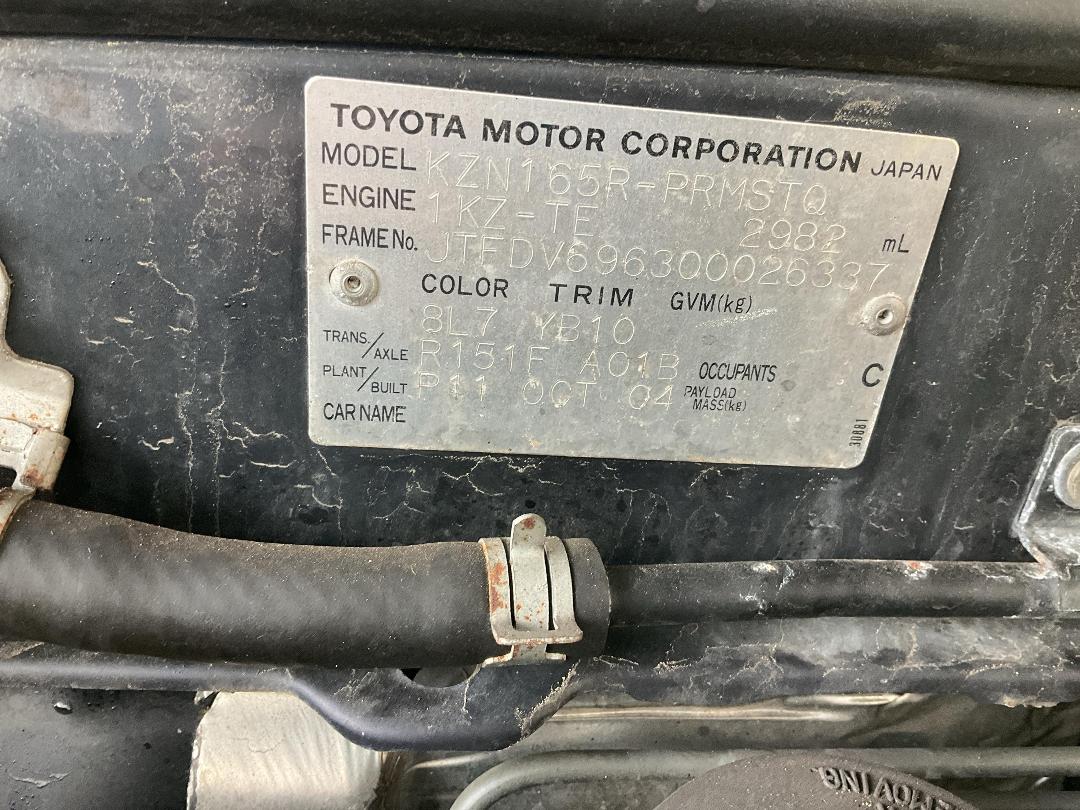 TOYOTA MOTOR CORPORATION JAPAN
MODEL KZN165R-PRMSTQ
ENGINE 1KZ-TE 2982 mL
FRAME No. JTFDV696300026337
COLOR TRIM GVM(kg)
8L7 YB10
TRANS./AXLE R151F A01B OCCUPANTS C
PLANT/BUILT P11 OCT 04 PAYLOAD MASS(kg)
CAR NAME
30881